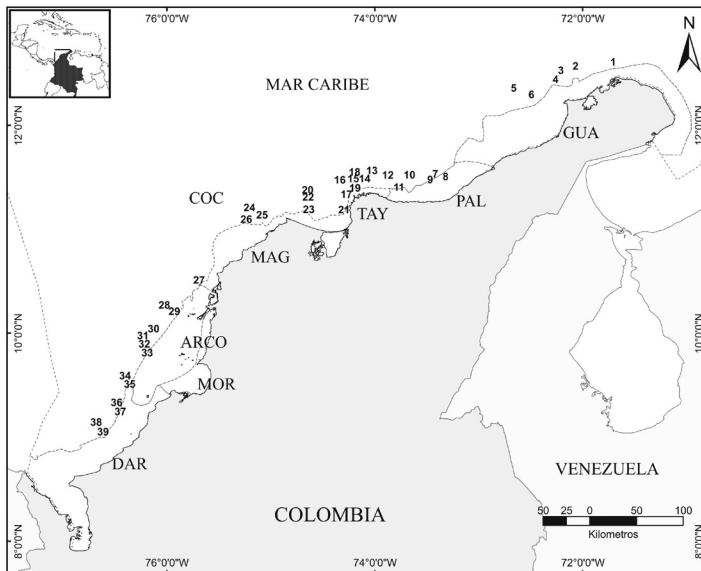 76°0'0"W 74°0'0"W 72°0'0"W
N
MAR CARIBE
1
2
3
4
5
6
12°0'0"N 12°0'0"N
GUA
13
18
12
10
7
16 15 14
9
8
11
19
17
PAL
TAY
COC
20
22
24
23
21
25
26
MAG
27
28
29
10°0'0"N 10°0'0"N
30
31
32
33
ARCO
34
35
MOR
36
37
38
39
DAR
VENEZUELA
COLOMBIA
50 25 0 50 100
Kilometros
8°0'0"N 8°0'0"N
76°0'0"W 74°0'0"W 72°0'0"W